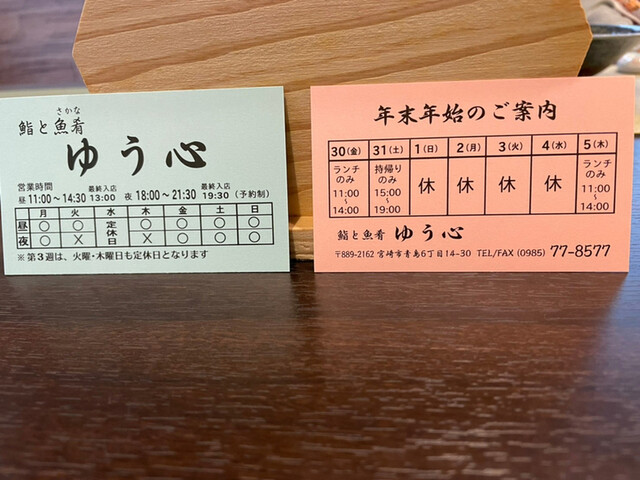 さかな
鮨と魚肴
ゆう心
営業時間
昼 11:00〜14:30 最終入店 13:00 夜 18:00〜21:30 最終入店 19:30 (予約制)
月 火 水 木 金 土 日
昼 ○ ○ 定休日 ○ ○ ○ ○
夜 ○ X X ○ ○ ○
※ 第3週は、火曜・木曜日も定休日となります
年末年始のご案内
30(金) 31(土) 1(日) 2(月) 3(火) 4(水) 5(木)
ランチのみ 11:00〜14:00 持帰りのみ 15:00〜19:00 休 休 休 休 ランチのみ 11:00〜14:00
鮨と魚肴 ゆう心
〒889-2162 宮崎市青島6丁目14-30 TEL/FAX (0985) 77-8577